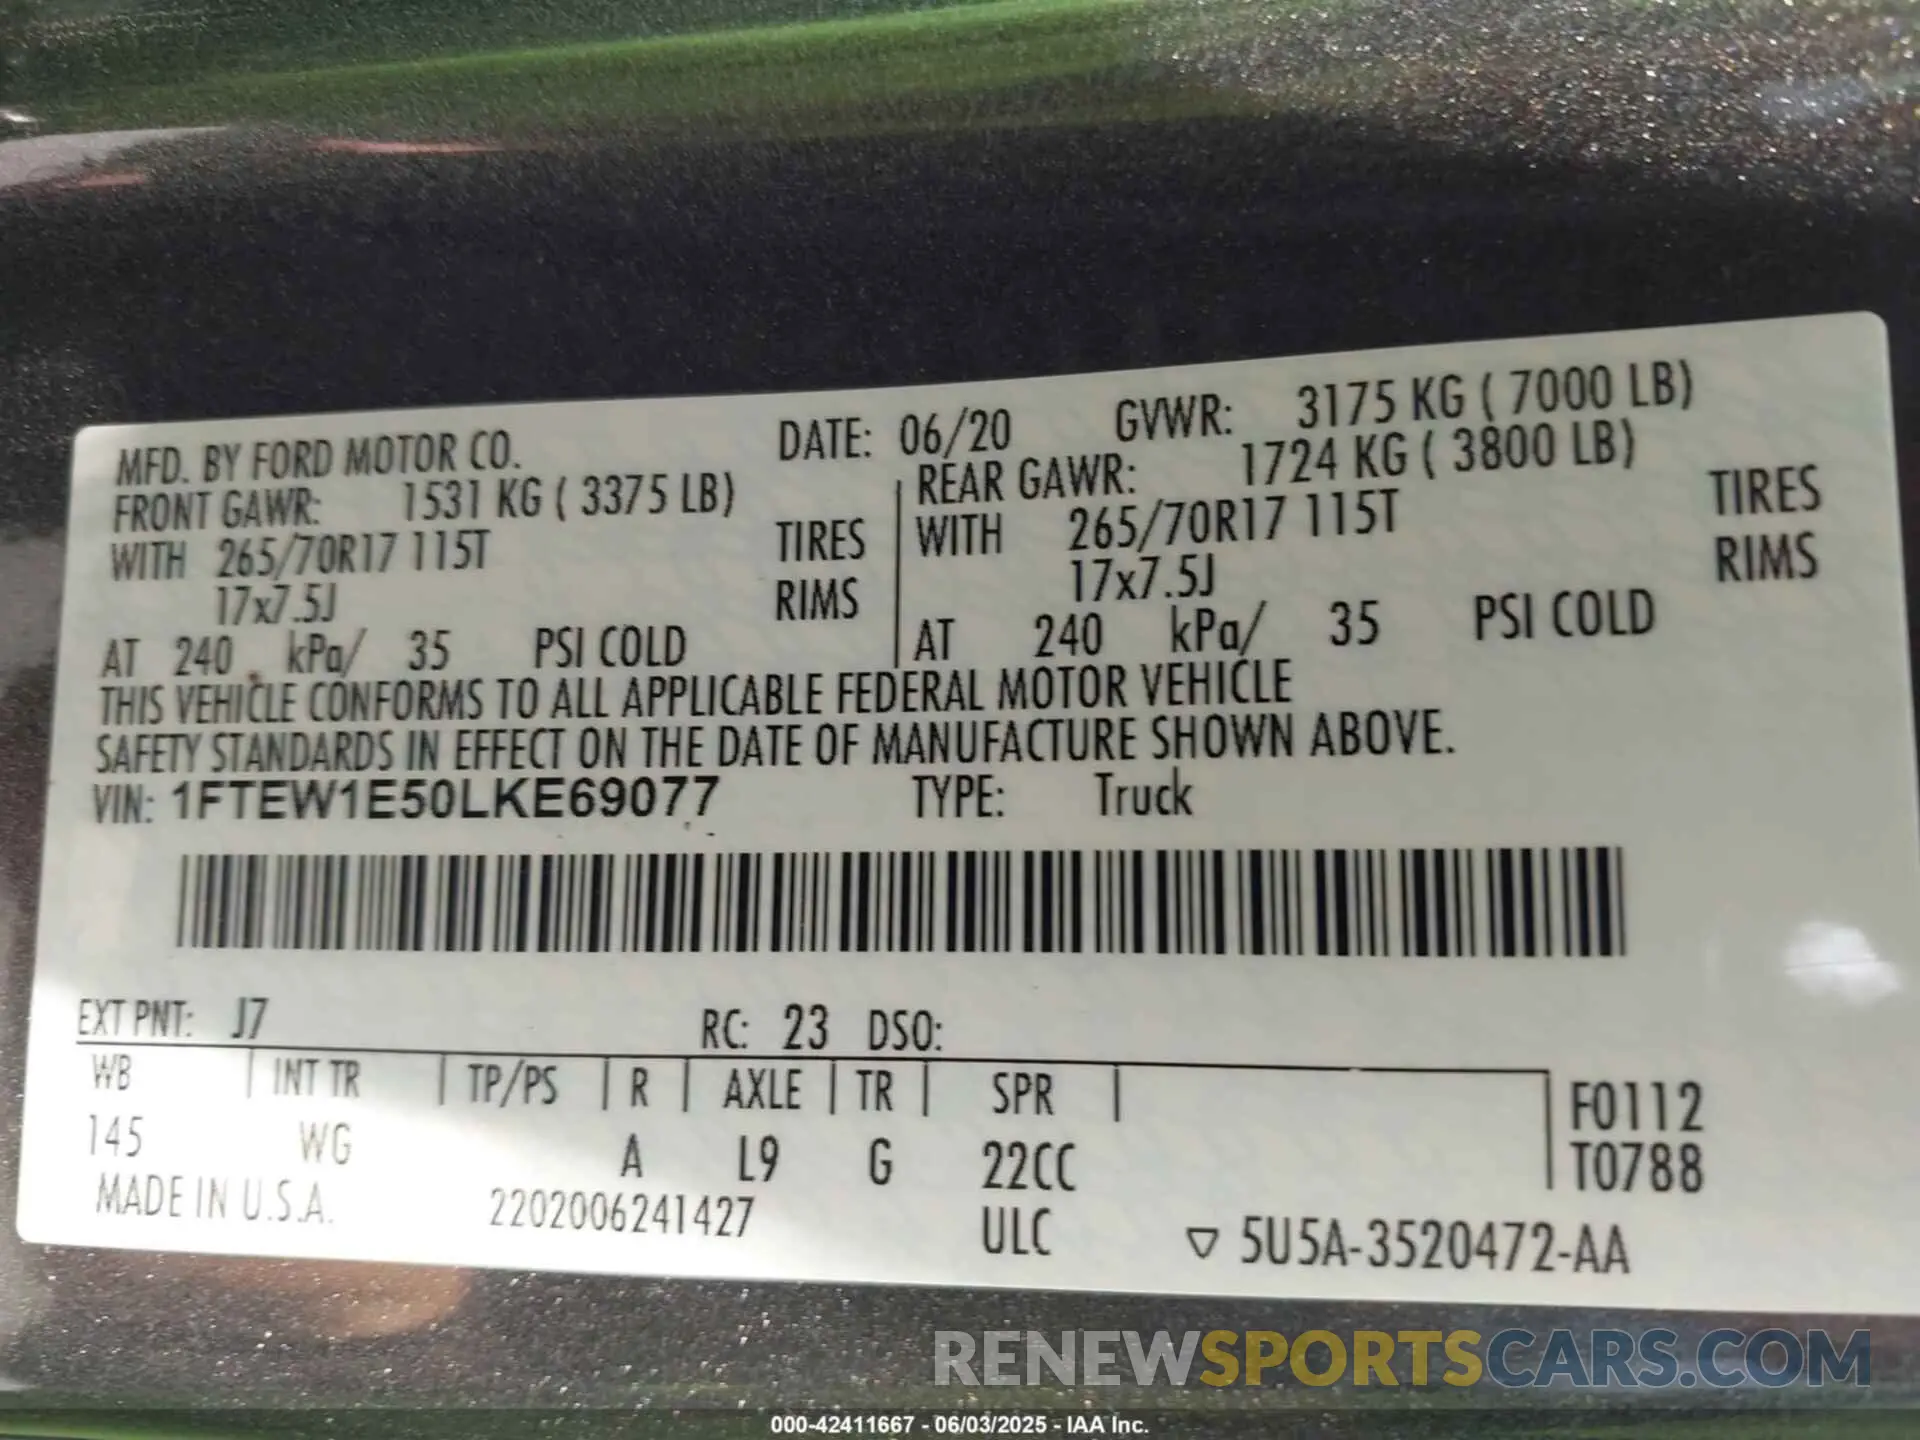 MFD. BY FORD MOTOR CO. DATE: 06/20 GVWR: 3175 KG ( 7000 LB)
FRONT GAWR: 1531 KG ( 3375 LB) REAR GAWR: 1724 KG ( 3800 LB)
WITH 265/70R17 115T TIRES WITH 265/70R17 115T TIRES
17x7.5J RIMS 17x7.5J RIMS
AT 240 kPa/ 35 PSI COLD AT 240 kPa/ 35 PSI COLD
THIS VEHICLE CONFORMS TO ALL APPLICABLE FEDERAL MOTOR VEHICLE
SAFETY STANDARDS IN EFFECT ON THE DATE OF MANUFACTURE SHOWN ABOVE.
VIN: 1FTEW1E50LKE69077 TYPE: Truck
EXT PNT: J7 RC: 23 DSO:
WB INT TR TP/PS R AXLE TR SPR F0112
145 WG A L9 G 22CC T0788
MADE IN U.S.A. 2202006241427 ULC ▽ 5U5A-3520472-AA
RENEWSPORTSCARS.COM
000-42411667 - 06/03/2025 - IAA Inc.